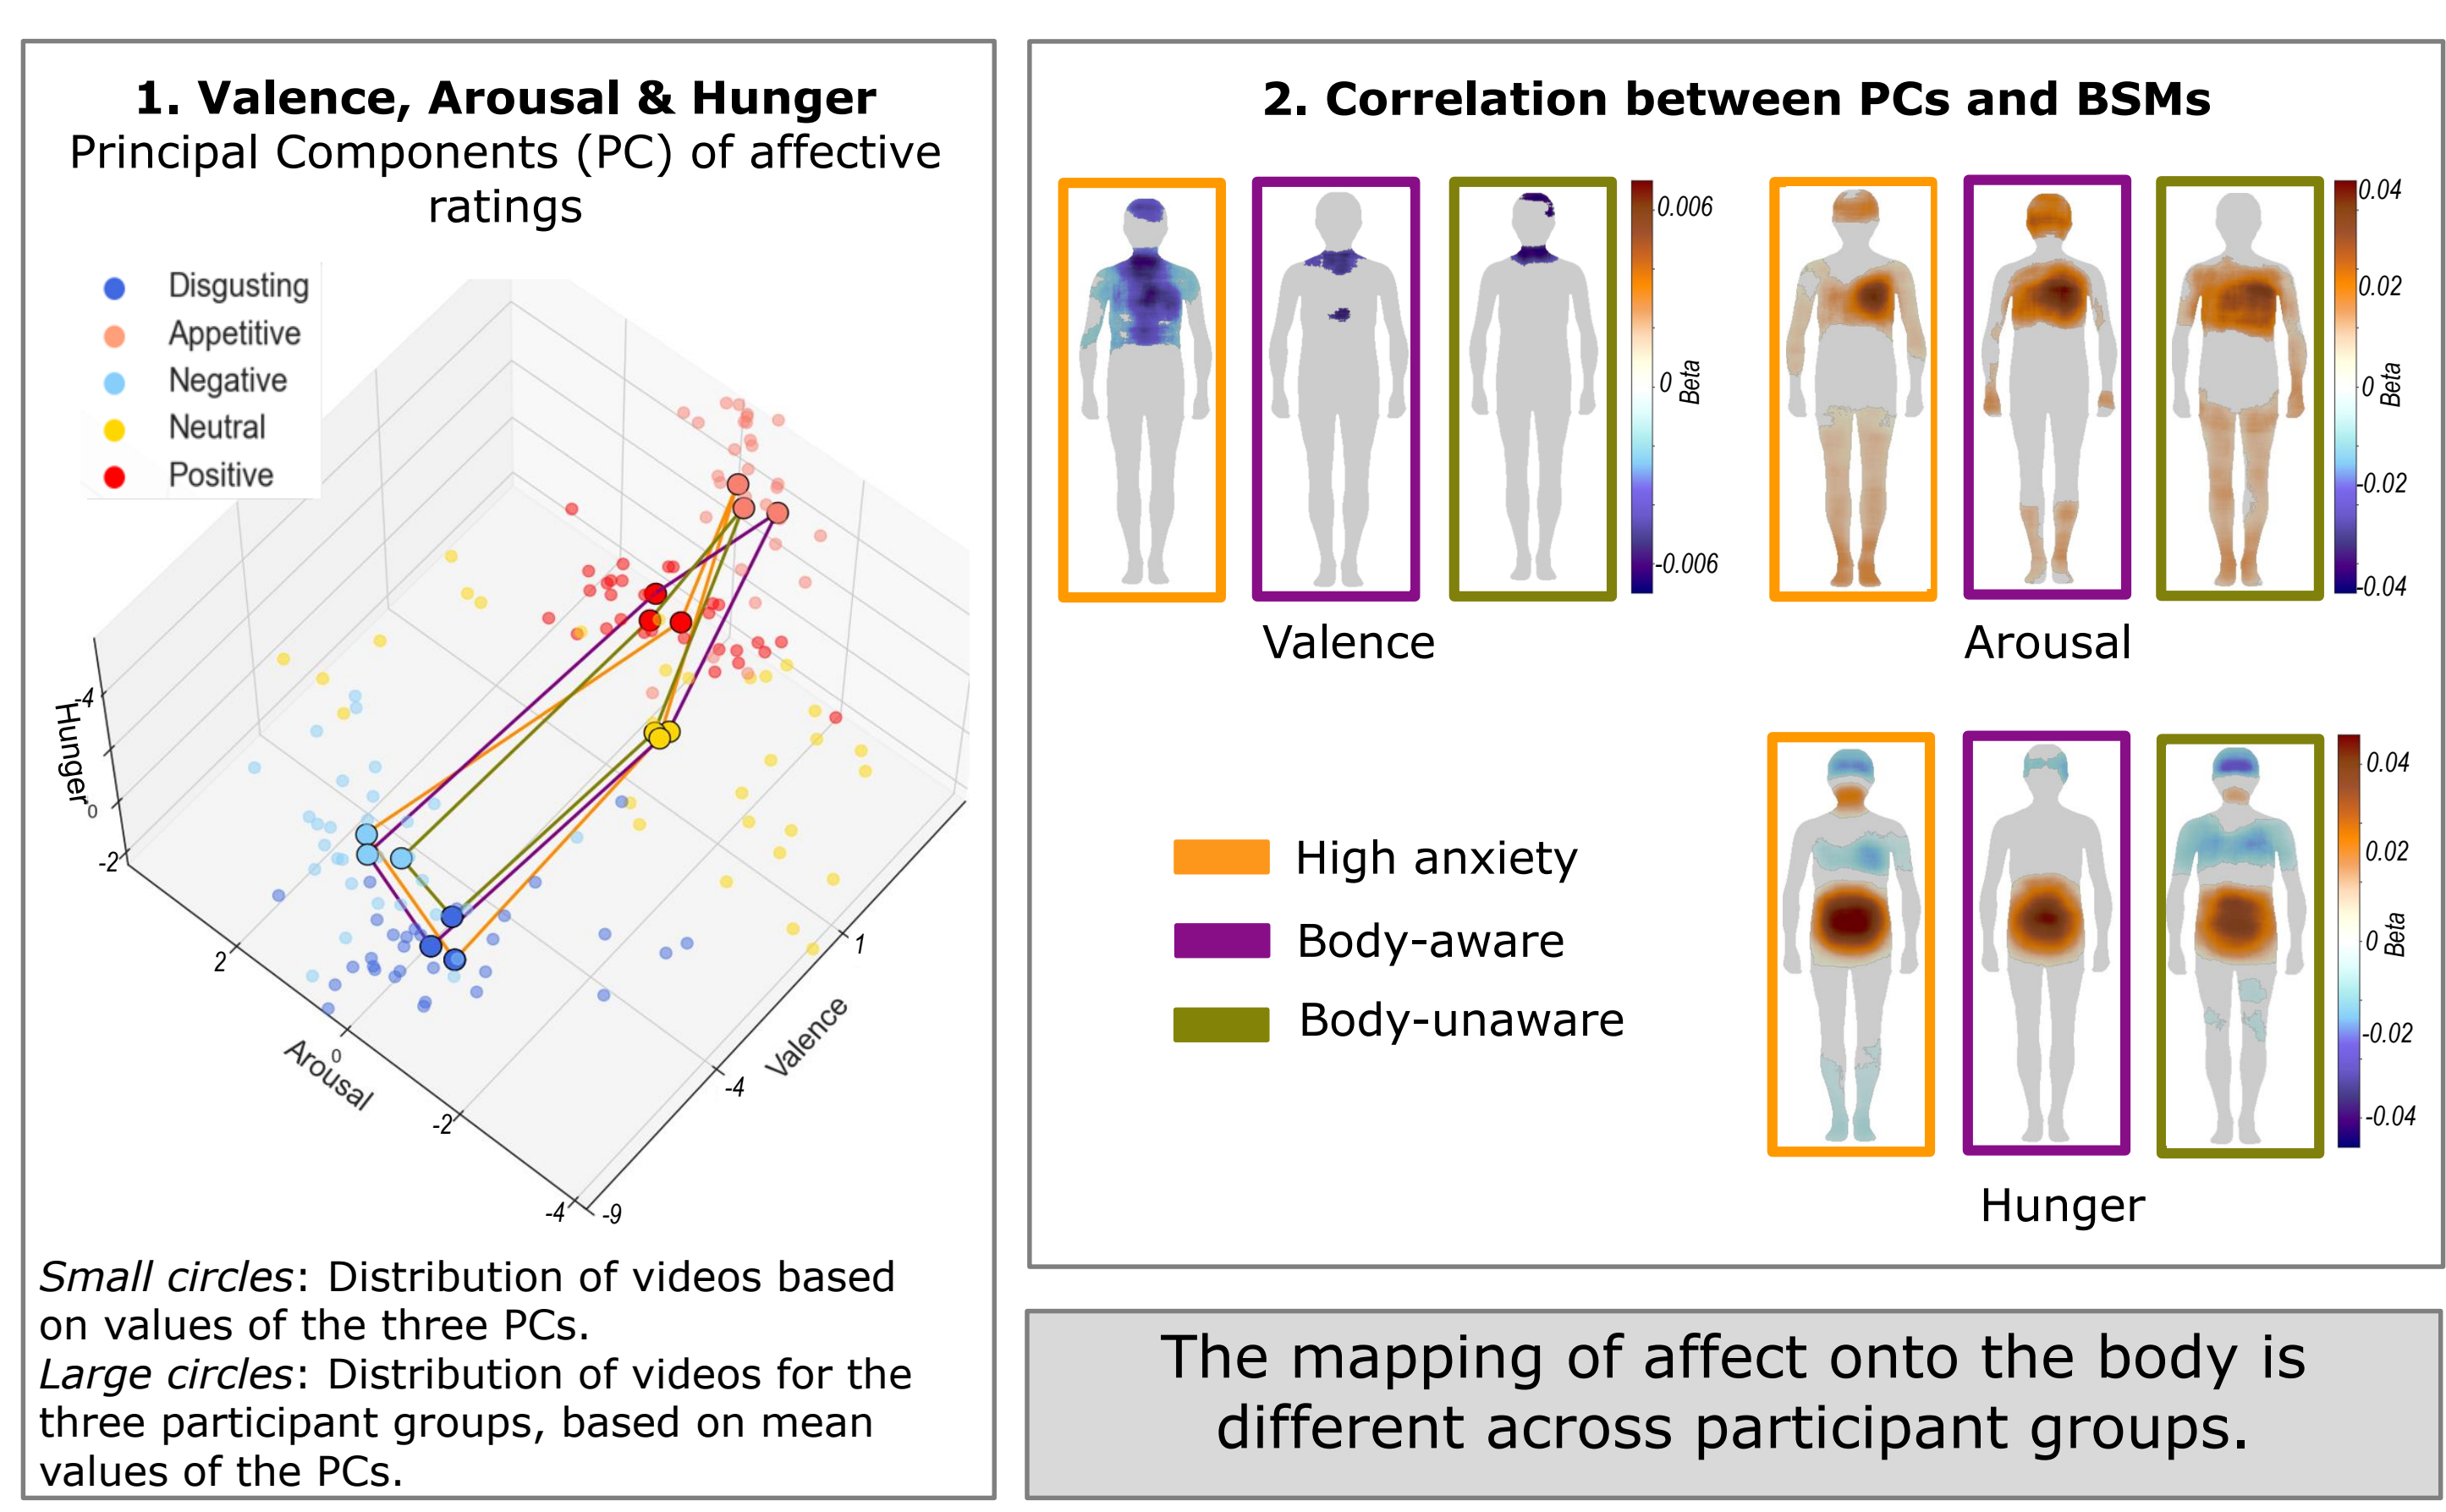 1. Valence, Arousal & Hunger
Principal Components (PC) of affective
ratings
Disgusting
Appetitive
Negative
Neutral
Positive
-4
Hunger
0
-2
2
Arousal
0
-2
-4
-9
-4
Valence
1
Small circles: Distribution of videos based
on values of the three PCs.
Large circles: Distribution of videos for the
three participant groups, based on mean
values of the PCs.
2. Correlation between PCs and BSMs
0.006
0
Beta
-0.006
Valence
0.04
0.02
0
Beta
-0.02
-0.04
Arousal
High anxiety
Body-aware
Body-unaware
0.04
0.02
0
Beta
-0.02
-0.04
Hunger
The mapping of affect onto the body is
different across participant groups.